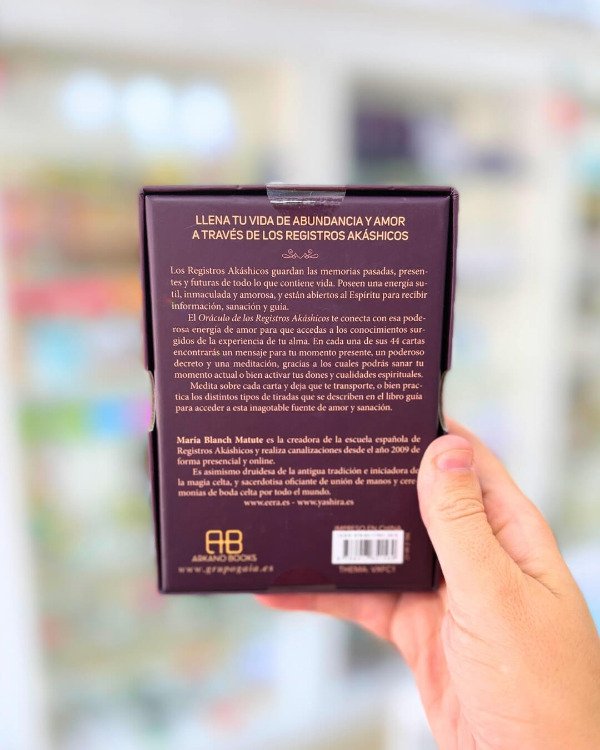 LLENA TU VIDA DE ABUNDANCIA Y AMOR
A TRAVÉS DE LOS REGISTROS AKÁSHICOS
Los Registros Akáshicos guardan las memorias pasadas, presen-
tes y futuras de todo lo que contiene vida. Poseen una energía su-
til, inmaculada y amorosa, y están abiertos al Espíritu para recibir
información, sanación y guía.
El Oráculo de los Registros Akáshicos te conecta con esa pode-
rosa energía de amor para que accedas a los conocimientos sur-
gidos de la experiencia de tu alma. En cada una de sus 44 cartas
encontrarás un mensaje para tu momento presente, un poderoso
decreto y una meditación, gracias a los cuales podrás sanar tu
momento actual o bien activar tus dones y cualidades espirituales.
Medita sobre cada carta y deja que te transporte, o bien prac-
tica los distintos tipos de tiradas que se describen en el libro guía
para acceder a esta inagotable fuente de amor y sanación.
María Blanch Matute es la creadora de la escuela española de
Registros Akáshicos y realiza canalizaciones desde el año 2009 de
forma presencial y online.
Es asimismo druidesa de la antigua tradición e iniciadora de
la magia celta, y sacerdotisa oficiante de unión de manos y cere-
monias de boda celta por todo el mundo.
www.eera.es - www.yashira.es
AB
ARKANO BOOKS
www.grupogaia.es
IMPRESO EN CHINA
THEMA: VXFC1